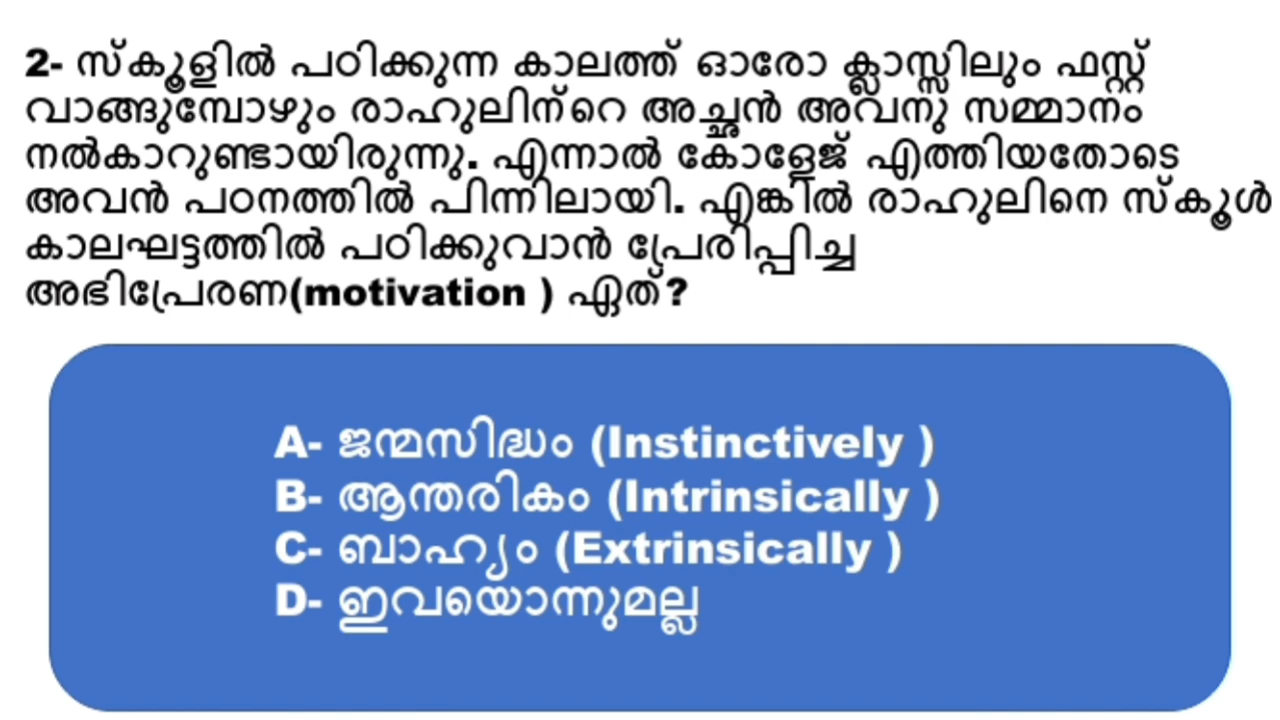 2- സ്കൂളിൽ പഠിക്കുന്ന കാലത്ത് ഓരോ ക്ലാസ്സിലും ഫസ്റ്റ്
വാങ്ങുമ്പോഴും രാഹുലിന്റെ അച്ഛൻ അവനു സമ്മാനം
നൽകാറുണ്ടായിരുന്നു. എന്നാൽ കോളേജ് എത്തിയതോടെ
അവൻ പഠനത്തിൽ പിന്നിലായി. എങ്കിൽ രാഹുലിനെ സ്കൂൾ
കാലഘട്ടത്തിൽ പഠിക്കുവാൻ പ്രേരിപ്പിച്ച
അഭിപ്രേരണ(motivation ) ഏത്?
A- ജന്മസിദ്ധം (Instinctively )
B- ആന്തരികം (Intrinsically )
C- ബാഹ്യം (Extrinsically )
D- ഇവയൊന്നുമല്ല